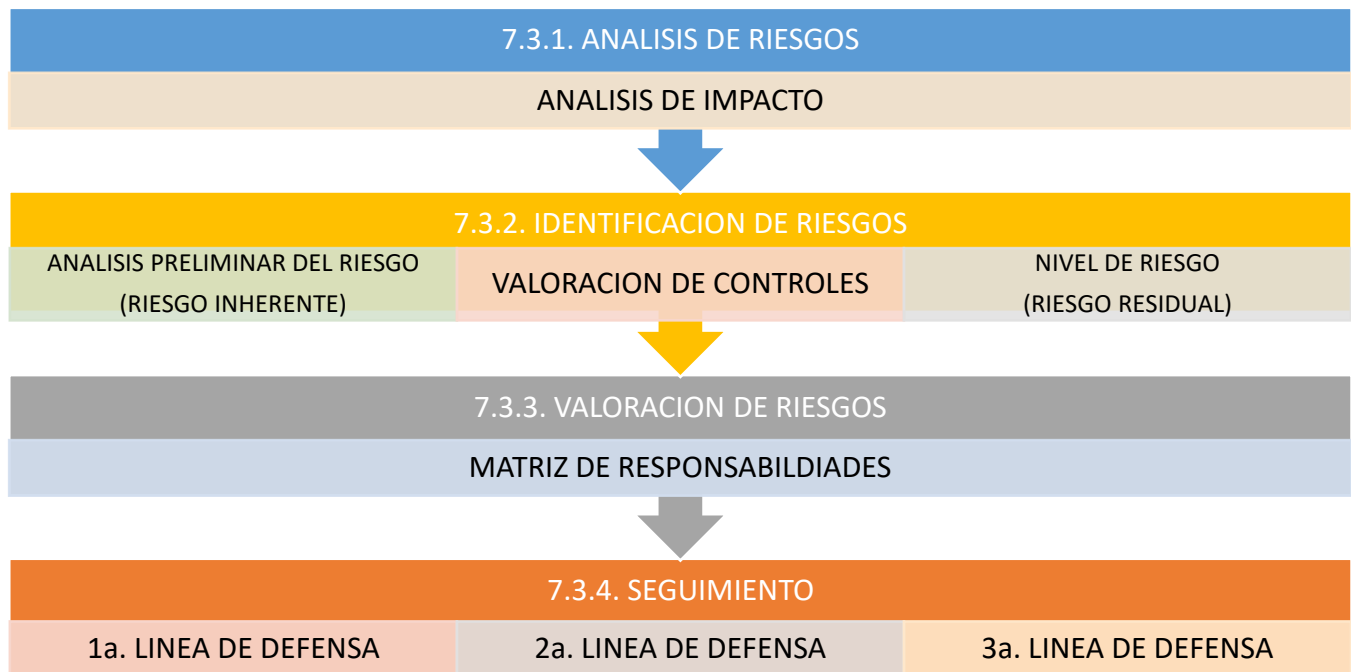 7.3.1. ANALISIS DE RIESGOS
ANALISIS DE IMPACTO
7.3.2. IDENTIFICACION DE RIESGOS
ANALISIS PRELIMINAR DEL RIESGO
(RIESGO INHERENTE)
VALORACION DE CONTROLES
NIVEL DE RIESGO
(RIESGO RESIDUAL)
7.3.3. VALORACION DE RIESGOS
MATRIZ DE RESPONSABILDIADES
7.3.4. SEGUIMIENTO
1a. LINEA DE DEFENSA
2a. LINEA DE DEFENSA
3a. LINEA DE DEFENSA